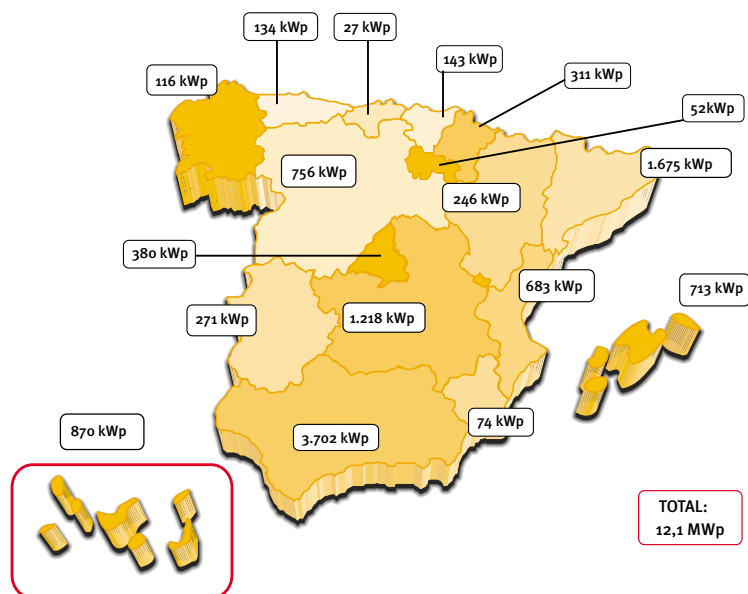 134 kWp
27 kWp
143 kWp
311 kWp
116 kWp
52kWp
1.675 kWp
756 kWp
246 kWp
380 kWp
683 kWp
713 kWp
271 kWp
1.218 kWp
74 kWp
870 kWp
3.702 kWp
TOTAL:
12,1 MWp